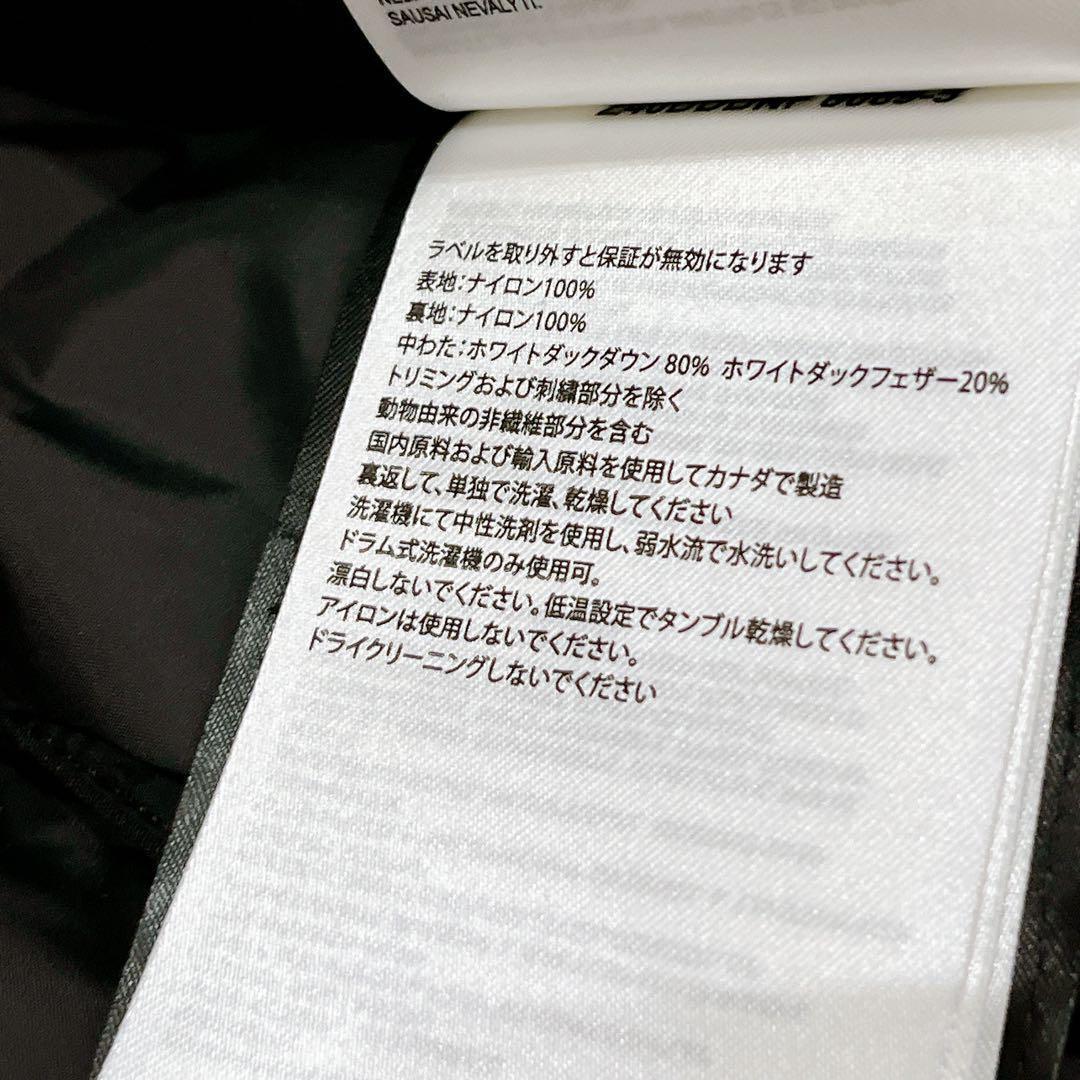 SAUSAI NEVALYTI.
ラベルを取り外すと保証が無効になります
表地:ナイロン100%
裏地:ナイロン100%
中わた:ホワイトダックダウン 80% ホワイトダックフェザー20%
トリミングおよび刺繍部分を除く
動物由来の非繊維部分を含む
国内原料および輸入原料を使用してカナダで製造
裏返して、単独で洗濯、乾燥してください
洗濯機にて中性洗剤を使用し、弱水流で水洗いしてください。
ドラム式洗濯機のみ使用可。
漂白しないでください。低温設定でタンブル乾燥してください。
アイロンは使用しないでください。
ドライクリーニングしないでください